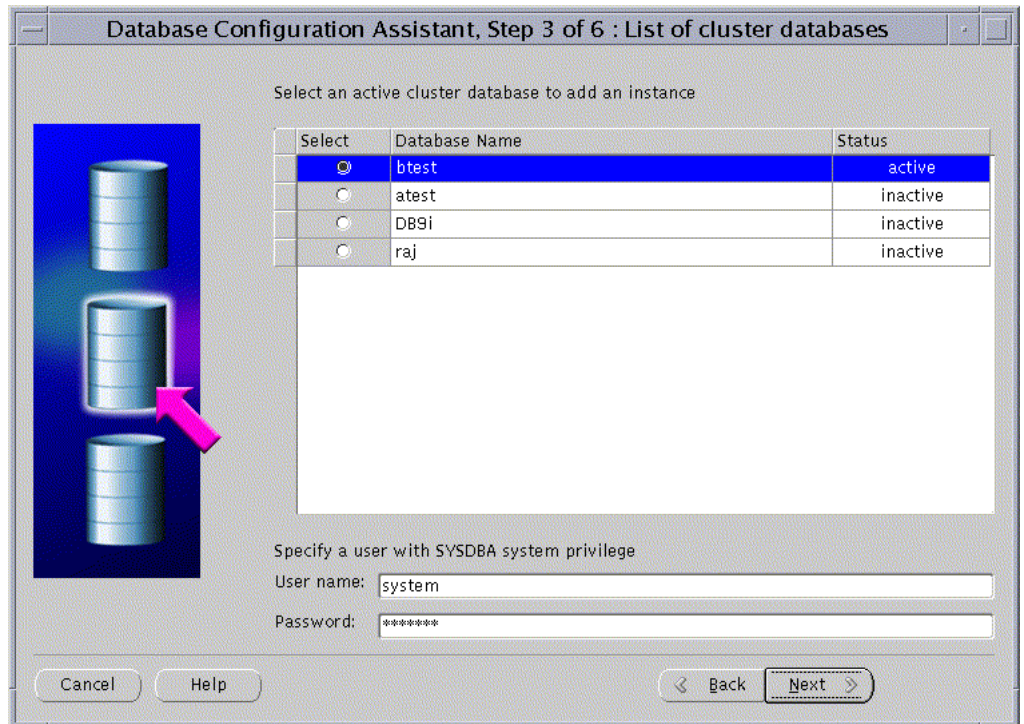 Database Configuration Assistant, Step 3 of 6 : List of cluster databases
Select an active cluster database to add an instance
Select Database Name Status
btest active
atest inactive
DB9i inactive
raj inactive
Specify a user with SYSDBA system privilege
User name: system
Password: *******
Cancel Help Back Next